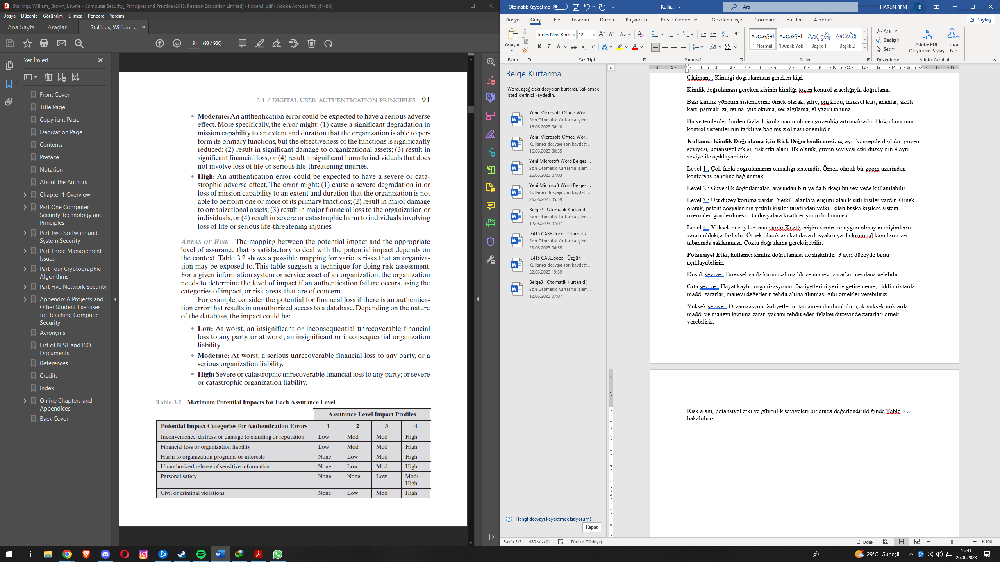 Stallings, William_ Brown, Lawrie - Computer Security_ Principles and Practice (2018, Pearson Education Limited) - libgen.li.pdf - Adobe Acrobat Pro (64-bit)
Dosya Düzenle Görünüm E-imza Pencere Yardım
Ana Sayfa Araçlar Stallings, William_ ...
91 (93 / 986)
Yer İmleri
Front Cover
Title Page
Copyright Page
Dedication Page
Contents
Preface
Notation
About the Authors
Chapter 1 Overview
Part One Computer
Security Technology and
Principles
Part Two Software and
System Security
Part Three Management
Issues
Part Four Cryptographic
Algorithms
Part Five Network Security
Appendix A Projects and
Other Student Exercises
for Teaching Computer
Security
Acronyms
List of NIST and ISO
Documents
References
Credits
Index
Online Chapters and
Appendices
Back Cover
3.1 / DIGITAL USER AUTHENTICATION PRINCIPLES 91
• Moderate: An authentication error could be expected to have a serious adverse
effect. More specifically, the error might: (1) cause a significant degradation in
mission capability to an extent and duration that the organization is able to per-
form its primary functions, but the effectiveness of the functions is significantly
reduced; (2) result in significant damage to organizational assets; (3) result in
significant financial loss; or (4) result in significant harm to individuals that does
not involve loss of life or serious life-threatening injuries.
• High: An authentication error could be expected to have a severe or cata-
strophic adverse effect. The error might: (1) cause a severe degradation in or
loss of mission capability to an extent and duration that the organization is not
able to perform one or more of its primary functions; (2) result in major damage
to organizational assets; (3) result in major financial loss to the organization or
individuals; or (4) result in severe or catastrophic harm to individuals involving
loss of life or serious life-threatening injuries.
AREAS OF RISK The mapping between the potential impact and the appropriate
level of assurance that is satisfactory to deal with the potential impact depends on
the context. Table 3.2 shows a possible mapping for various risks that an organiza-
tion may be exposed to. This table suggests a technique for doing risk assessment.
For a given information system or service asset of an organization, the organization
needs to determine the level of impact if an authentication failure occurs, using the
categories of impact, or risk areas, that are of concern.
For example, consider the potential for financial loss if there is an authentica-
tion error that results in unauthorized access to a database. Depending on the nature
of the database, the impact could be:
• Low: At worst, an insignificant or inconsequential unrecoverable financial
loss to any party, or at worst, an insignificant or inconsequential organization
liability.
• Moderate: At worst, a serious unrecoverable financial loss to any party, or a
serious organization liability.
• High: Severe or catastrophic unrecoverable financial loss to any party; or severe
or catastrophic organization liability.
Table 3.2 Maximum Potential Impacts for Each Assurance Level
Assurance Level Impact Profiles
Potential Impact Categories for Authentication Errors 1 2 3 4
Inconvenience, distress, or damage to standing or reputation Low Mod Mod High
Financial loss or organization liability Low Mod Mod High
Harm to organization programs or interests None Low Mod High
Unauthorized release of sensitive information None Low Mod High
Personal safety None None Low Mod/
High
Civil or criminal violations None Low Mod High
Otomatik Kaydetme Kulla... Ara HARUN BENLİ HB
Dosya Giriş Ekle Tasarım Düzen Başvurular Posta Gönderileri Gözden Geçir Görünüm Yardım Acrobat Paylaş
Yapıştır
Times New Rom 12
K T A ab x₂ x²
Pano Yazı Tipi Paragraf Stiller Düzenleme Adobe Acrobat
AaÇçĞğHł AaÇçĞğHł AaÇçĞğ AaÇçĞğH
¶ Normal ¶ Aralık Yok Başlık 1 Başlık 2
Ara
Değiştir
Seç
Adobe PDF
Oluştur ve Paylaş
İmza
İste
Belge Kurtarma
Word, aşağıdaki dosyaları kurtardı. Saklamak
istediklerinizi kaydedin.
Yeni_Microsoft_Office_Wor...
Son Otomatik Kurtarma işlem...
16.06.2023 04:10
Yeni_Microsoft_Office_Wor...
Kullanıcı dosyayı son kaydett...
16.06.2023 00:35
Yeni Microsoft Word Belgesi...
Son Otomatik Kurtarma işlem...
26.06.2023 07:03
Yeni Microsoft Word Belgesi...
Kullanıcı dosyayı son kaydett...
26.06.2023 05:59
Belge2 [Otomatik Kurtarıldı]
Son Otomatik Kurtarma işlem...
12.06.2023 07:07
IE415 CASE.docx [Otomatik...
Son Otomatik Kurtarma işlem...
23.06.2023 04:35
IE415 CASE.docx [Özgün]
Kullanıcı dosyayı son kaydett...
22.06.2023 19:59
Belge3 [Otomatik Kurtarıldı]
Son Otomatik Kurtarma işlem...
12.06.2023 07:07
Hangi dosyayı kaydetmek istiyorum?
Kapat
Claimant : Kimliği doğrulanması gereken kişi.
Kimlik doğrulaması gereken kişinin kimliği token kontrol aracılığıyla doğrulanır.
Bazı kimlik yönetim sistemlerine örnek olarak; şifre, pin kodu, fiziksel kart, anahtar, akıllı
kart, parmak izi, retina, yüz okuma, ses algılama, el yazısı tanıma.
Bu sistemlerden birden fazla doğrulamanın olması güvenliği artırmaktadır. Doğrulayıcının
kontrol sistemlerinin farklı ve bağımsız olması önemlidir.
Kullanıcı Kimlik Doğrulama için Risk Değerlendirmesi, üç ayrı konseptle ilgilidir; güven
seviyesi, potansiyel etkisi, risk etki alanı. İlk olarak, güven seviyesi etki düzeyinin 4 ayrı
seviye ile açıklayabiliriz.
Level 1 : Çok fazla doğrulamanın olmadığı sistemdir. Örnek olarak bir zoom üzerinden
konferans paneline bağlanmak.
Level 2 : Güvenlik doğrulamaları arasından biri ya da birkaçı bu seviyede kullanılabilir.
Level 3 : Üst düzey koruma vardır. Yetkili alanlara erişimi olan kısıtlı kişiler vardır. Örnek
olarak, patent dosyalarının yetkili kişiler tarafından yetkili olan başka kişilere sistem
üzerinden gönderilmesi. Bu dosyalara kısıtlı erişimin bulunması.
Level 4 : Yüksek düzey koruma vardır.Kısıtlı erişim vardır ve uygun olmayan erişimlerin
zararı oldukça fazladır. Örnek olarak avukat dava dosyaları ya da kriminal kayıtların veri
tabanında saklanması. Çoklu doğrulama gerektirebilir.
Potansiyel Etki, kullanıcı kimlik doğrulaması ile ilişkilidir. 3 ayrı düzeyde bunu
açıklayabiliriz.
Düşük seviye : Bireysel ya da kurumsal maddi ve manevi zararlar meydana gelebilir.
Orta seviye : Hayat kaybı, organizasyonun faaliyetlerini yerine getirememe, ciddi miktarda
maddi zararlar, manevi değerlerin tehdit altına alınması gibi örnekler verebiliriz.
Yüksek seviye : Organizasyon faaliyetlerini tamamen durdurabilir, çok yüksek miktarda
maddi ve manevi kuruma zarar, yaşamı tehdit eden felaket düzeyinde zararları örnek
verebiliriz.
Risk alanı, potansiyel etki ve güvenlik seviyeleri bir arada değerlendirildiğinde Table 3.2
bakabiliriz.
Sayfa 3/3 480 sözcük Türkçe (Türkiye) Odak %100
29°C Güneşli
15:41
26.06.2023